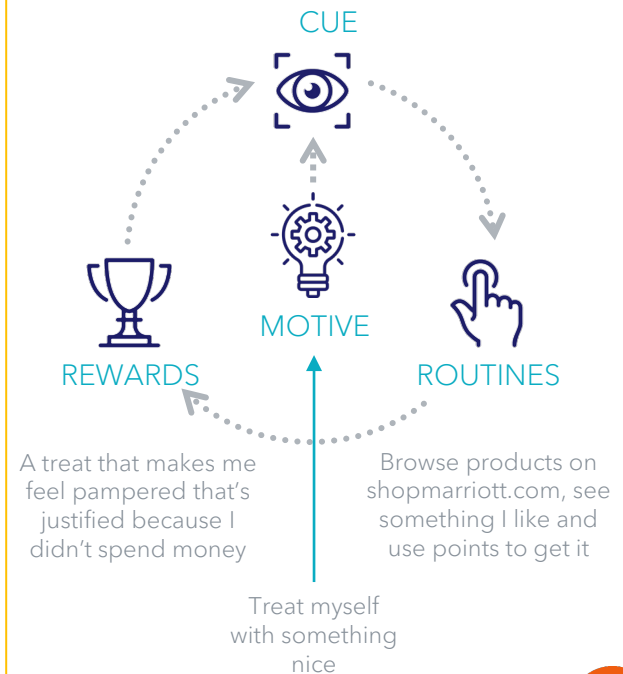 CUE
MOTIVE
REWARDS
ROUTINES
A treat that makes me
feel pampered that’s
justified because I
didn’t spend money
Browse products on
shopmarriott.com, see
something I like and
use points to get it
Treat myself
with something
nice